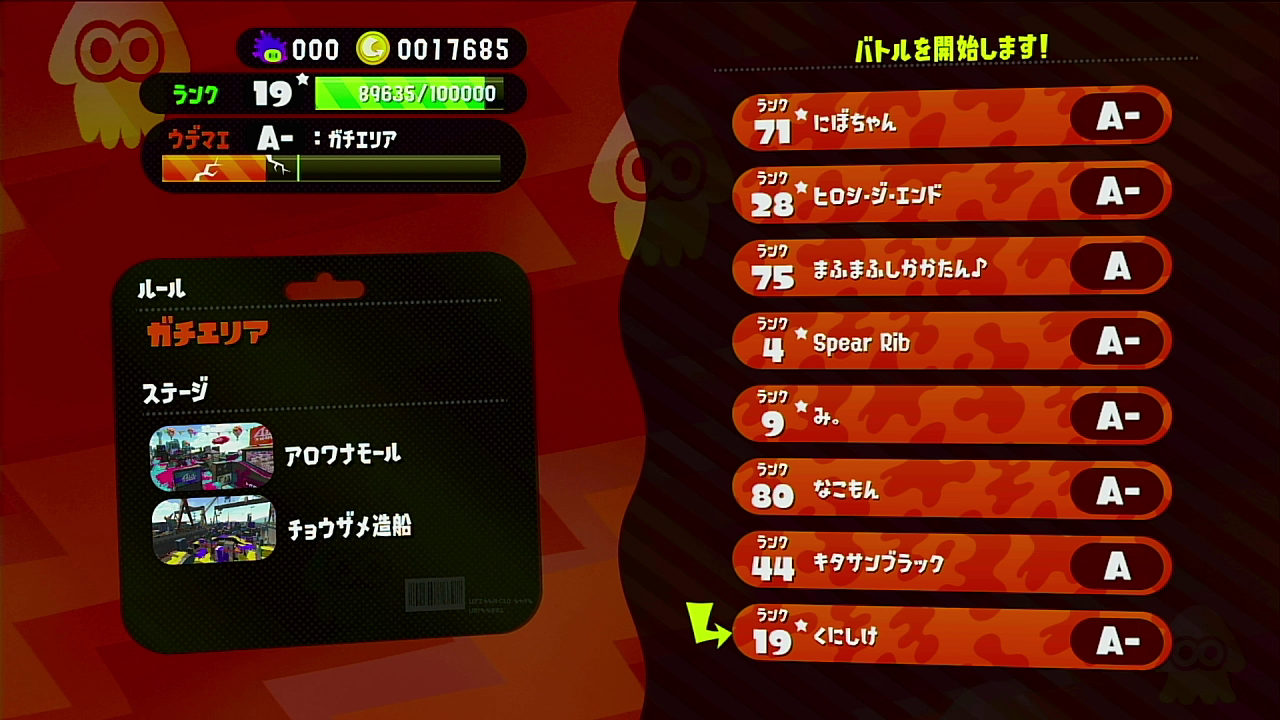 000 0017685
ランク 19 89635/100000
ウデマエ A- :ガチエリア
ルール
ガチエリア
ステージ
アロワナモール
チョウザメ造船
バトルを開始します!
ランク 71 にぼちゃん A-
ランク 28 ヒロシ・ジ・エンド A-
ランク 75 まふまふしかかたん♪ A
ランク 4 Spear Rib A-
ランク 9 み。 A-
ランク 80 なこもん A-
ランク 44 キタサンブラック A
ランク 19 くにしけ A-